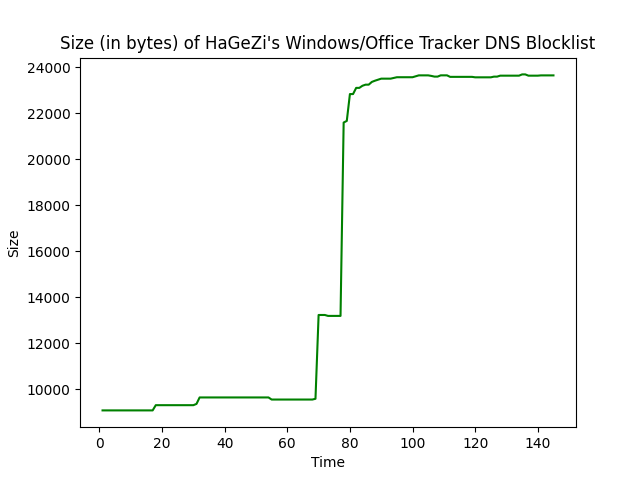 Size (in bytes) of HaGeZi's Windows/Office Tracker DNS Blocklist
24000
22000
20000
18000
16000
14000
12000
10000
Size
0 20 40 60 80 100 120 140
Time